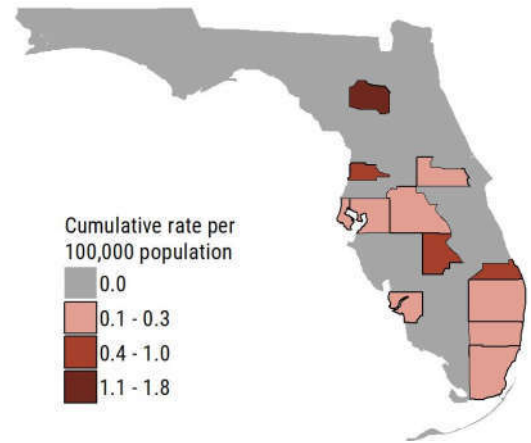 Cumulative rate per
100,000 population
0.0
0.1 - 0.3
0.4 - 1.0
1.1 - 1.8